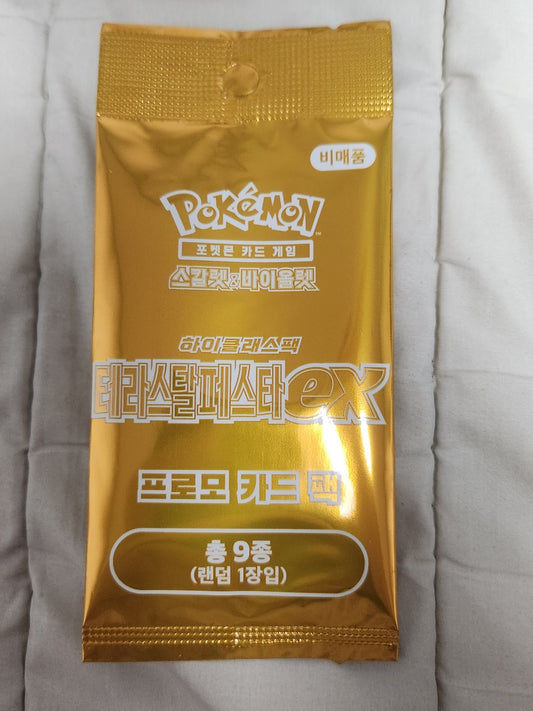 비매품
POKéMON
TM
포켓몬 카드 게임
스칼렛&바이올렛
하이클래스팩
테라스탈페스타ex
프로모 카드 팩
총 9종
(랜덤 1장입)